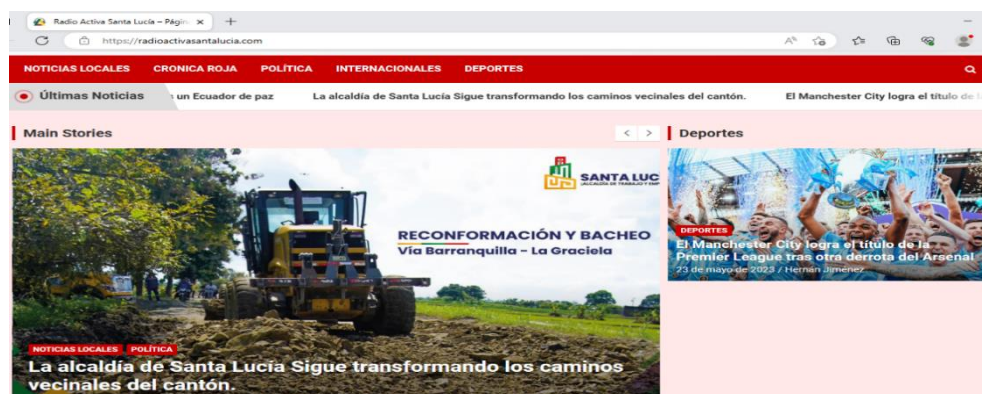 Radio Activa Santa Lucía – Págin
https://radioactivasantalucia.com
NOTICIAS LOCALES CRONICA ROJA POLÍTICA INTERNACIONALES DEPORTES
Últimas Noticias un Ecuador de paz La alcaldía de Santa Lucía Sigue transformando los caminos vecinales del cantón. El Manchester City logra el título de
Main Stories
SANTA LUC
RECONFORMACIÓN Y BACHEO
Vía Barranquilla - La Graciela
NOTICIAS LOCALES POLÍTICA
La alcaldía de Santa Lucía Sigue transformando los caminos
vecinales del cantón.
Deportes
DEPORTES
El Manchester City logra el título de la
Premier League tras otra derrota del Arsenal
23 de mayo de 2023 / Hernan Jimenez